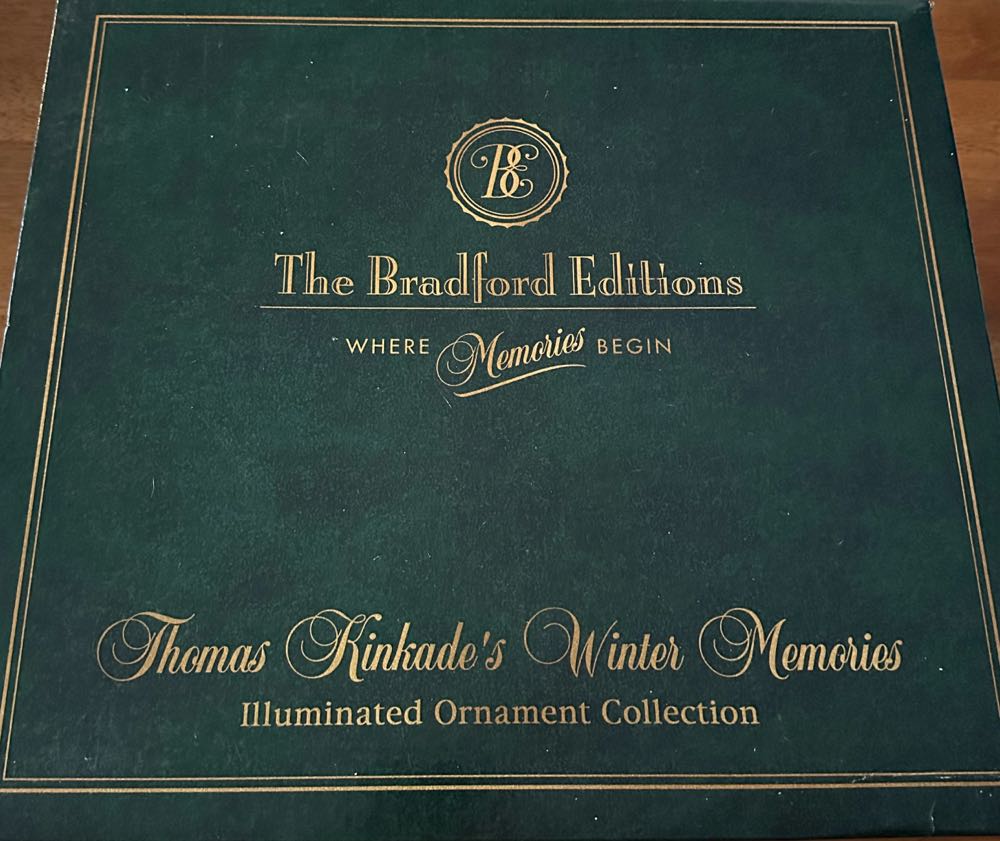 BE
The Bradford Editions
WHERE Memories BEGIN
Thomas Kinkade's Winter Memories
Illuminated Ornament Collection